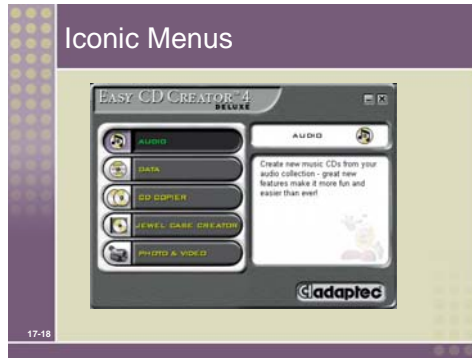 Iconic Menus
EASY CD CREATOR™ 4
DELUXE
AUDIO
DATA
CD COPIER
JEWEL CASE CREATOR
PHOTO & VIDEO
AUDIO
Create new music CDs from your
audio collection - great new
features make it more fun and
easier than ever!
adaptec
17-18